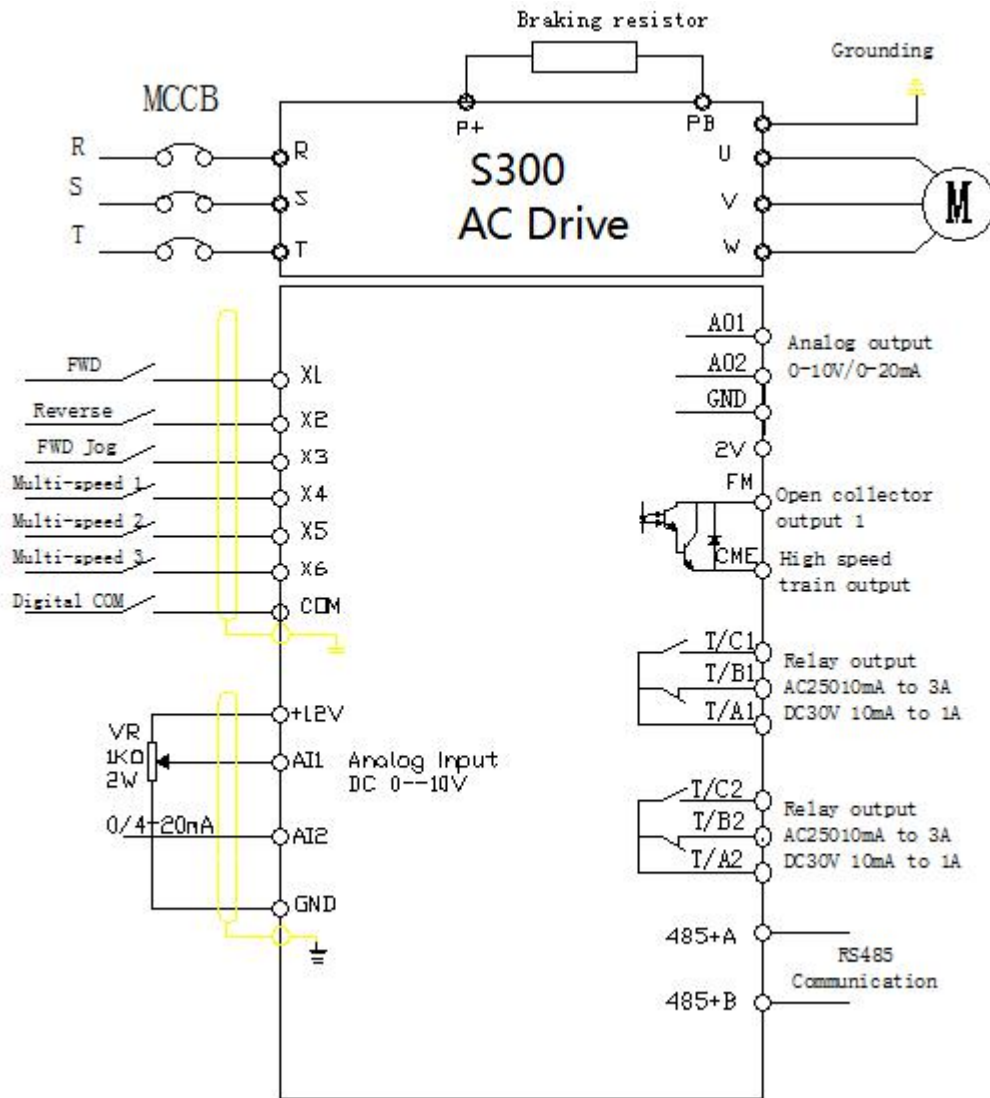 Braking resistor
Grounding
MCCB
P+
PB
R
R
U
S300
AC Drive
S
S
V
M
T
T
W
AO1
Analog output
0-10V/0-20mA
AO2
GND
FWD
X1
Reverse
X2
FWD Jog
X3
2V
Multi-speed 1
X4
FM
Open collector
output 1
Multi-speed 2
X5
Multi-speed 3
X6
CME
High speed
train output
Digital COM
COM
T/C1
Relay output
AC25010mA to 3A
DC30V 10mA to 1A
T/B1
T/A1
+12V
VR
1KΩ
2W
AI1
Analog Input
DC 0--10V
0/4-20mA
AI2
T/C2
Relay output
AC25010mA to 3A
DC30V 10mA to 1A
T/B2
T/A2
GND
485+A
RS485
Communication
485+B